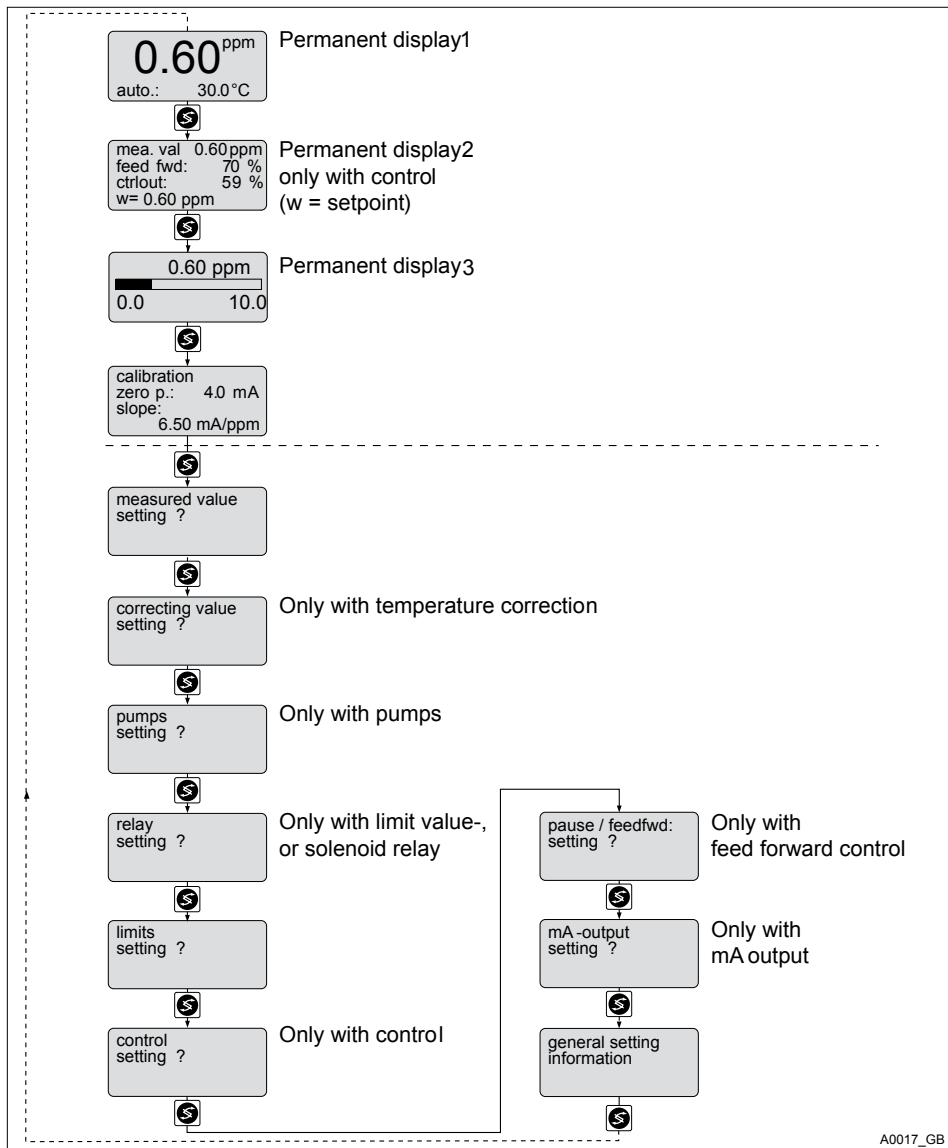 0.60 ppm
auto.: 30.0°C
Permanent display1
mea. val 0.60ppm
feed fwd: 70 %
ctrlout: 59 %
w= 0.60 ppm
Permanent display2
only with control
(w = setpoint)
0.60 ppm
0.0 10.0
Permanent display3
calibration
zero p.: 4.0 mA
slope:
6.50 mA/ppm
measured value
setting ?
correcting value
setting ?
Only with temperature correction
pumps
setting ?
Only with pumps
relay
setting ?
Only with limit value-,
or solenoid relay
limits
setting ?
control
setting ?
Only with control
pause / feedfwd:
setting ?
Only with
feed forward control
mA-output
setting ?
Only with
mA output
general setting
information
A0017_GB